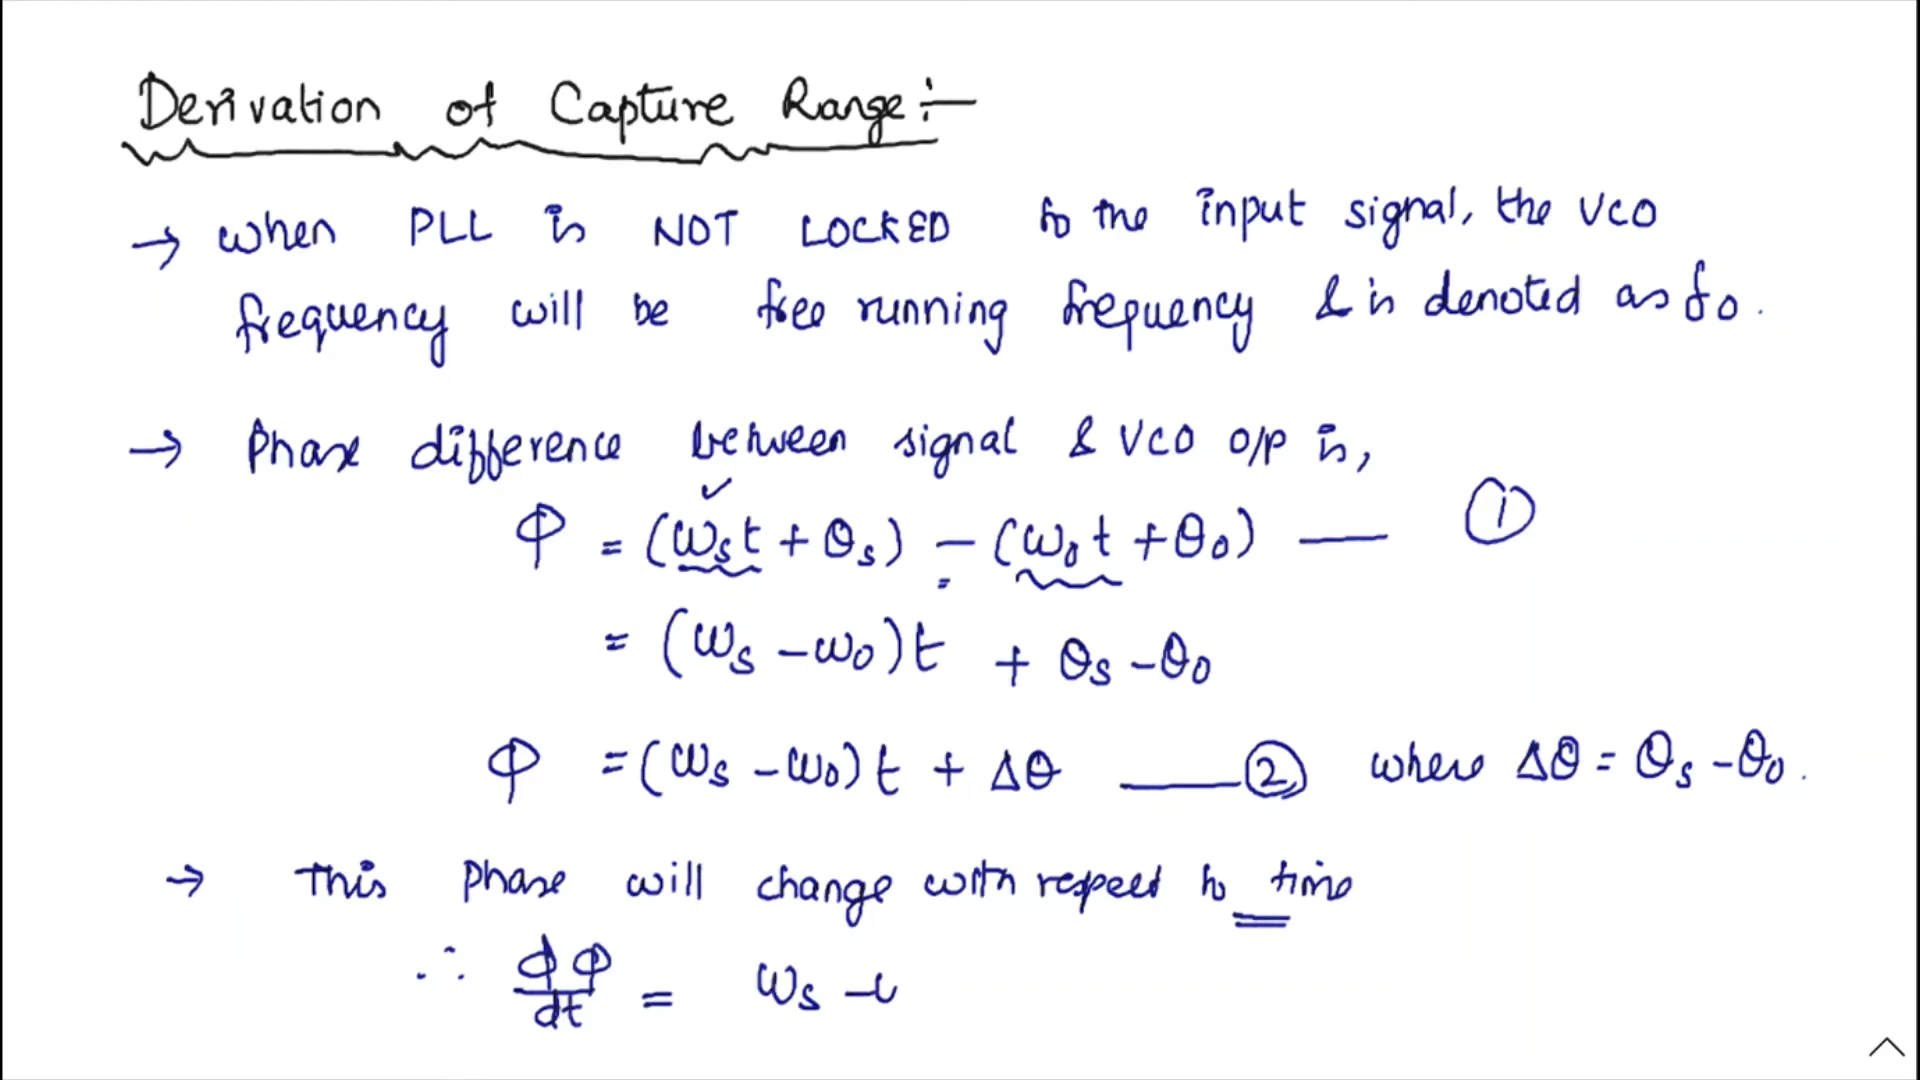 Derivation of Capture Range:-
→ when PLL is NOT LOCKED to the input signal, the VCO
frequency will be free running frequency & is denoted as fo.
→ Phase difference between signal & VCO o/p is,
ϕ = (ωst + θs) - (ωot + θo) — ①
= (ωs - ωo)t + θs - θo
ϕ = (ωs - ωo)t + Δθ — ② where Δθ = θs - θo.
→ This Phase will change with respect to time
∴ dϕ/dt = ωs -